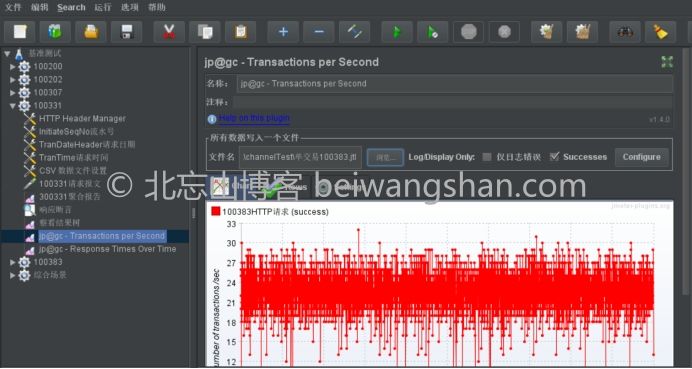 文件 编辑 Search 运行 选项 帮助
基准测试
100200
100202
100307
100331
HTTP Header Manager
InitiateSeqNo流水号
TranDateHeader请求日期
TranTime请求时间
CSV 数据文件设置
100331请求报文
300331聚合报告
响应断言
察看结果树
jp@gc - Transactions per Second
jp@gc - Response Times Over Time
100383
综合场景
jp@gc - Transactions per Second
名称: jp@gc - Transactions per Second
注释:
Help on this plugin v1.4.0
所有数据写入一个文件
文件名 \channelTest\单交易100383.jtl 浏览... Log/Display Only: 仅日志错误 Successes Configure
Chart Rows Settings
© 北忘山博客 beiwangshan.com
100383HTTP请求 (success)
jmeter-plugins.org
number of transactions /sec
33
30
27
24
21
18
15
12